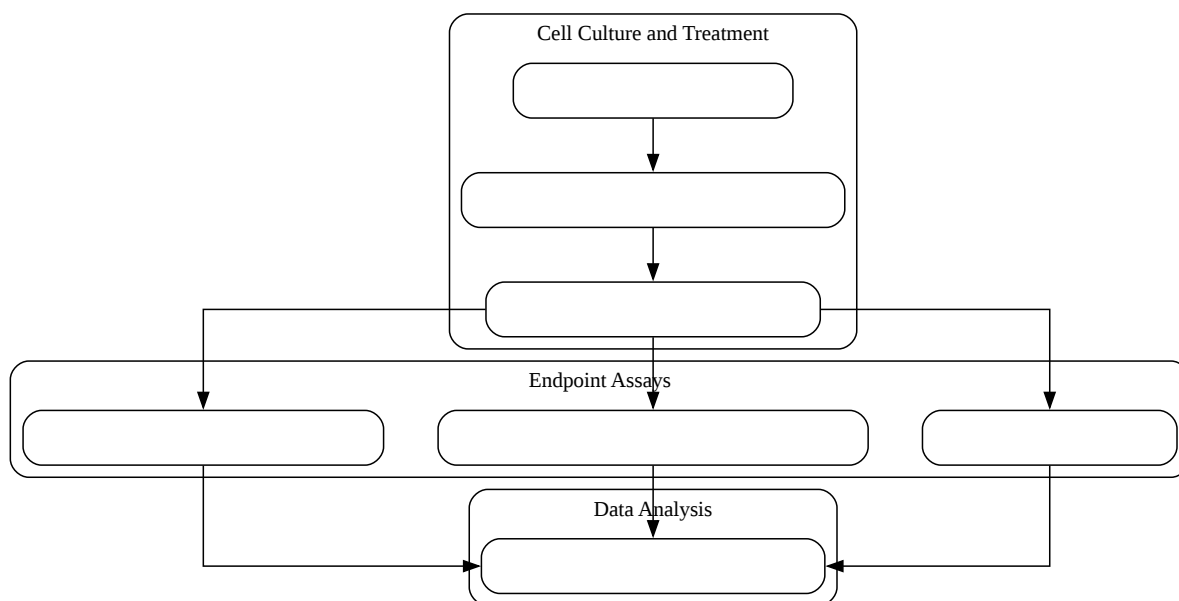 Cell Culture and Treatment
Endpoint Assays
Data Analysis